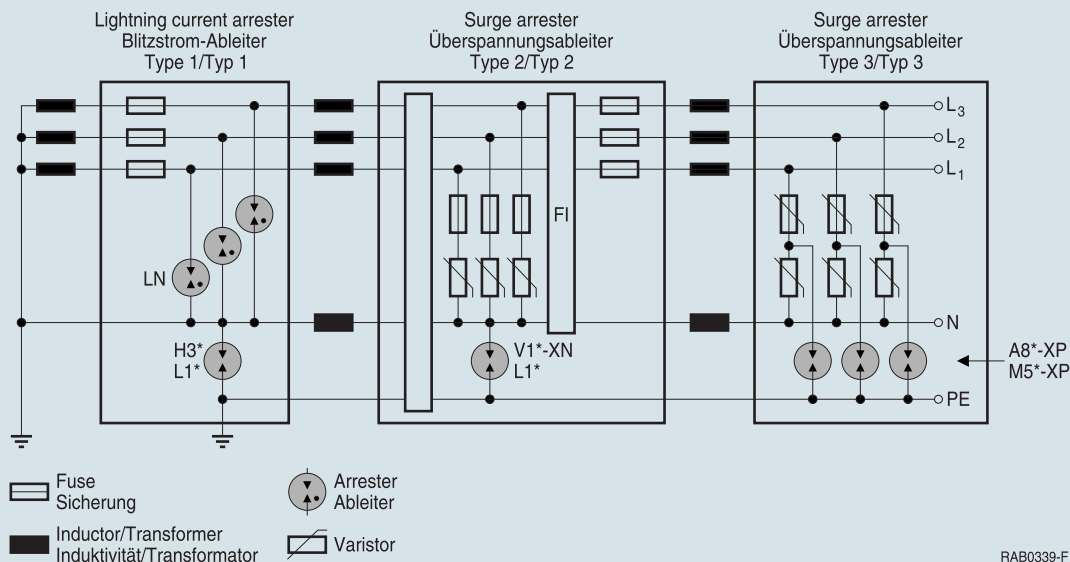 Lightning current arrester
Blitzstrom-Ableiter
Type 1/Typ 1
Surge arrester
Überspannungsableiter
Type 2/Typ 2
Surge arrester
Überspannungsableiter
Type 3/Typ 3
L3
L2
L1
FI
LN
N
H3*
L1*
V1*-XN
L1*
A8*-XP
M5*-XP
PE
Fuse
Sicherung
Arrester
Ableiter
Inductor/Transformer
Induktivität/Transformator
Varistor
RAB0339-F